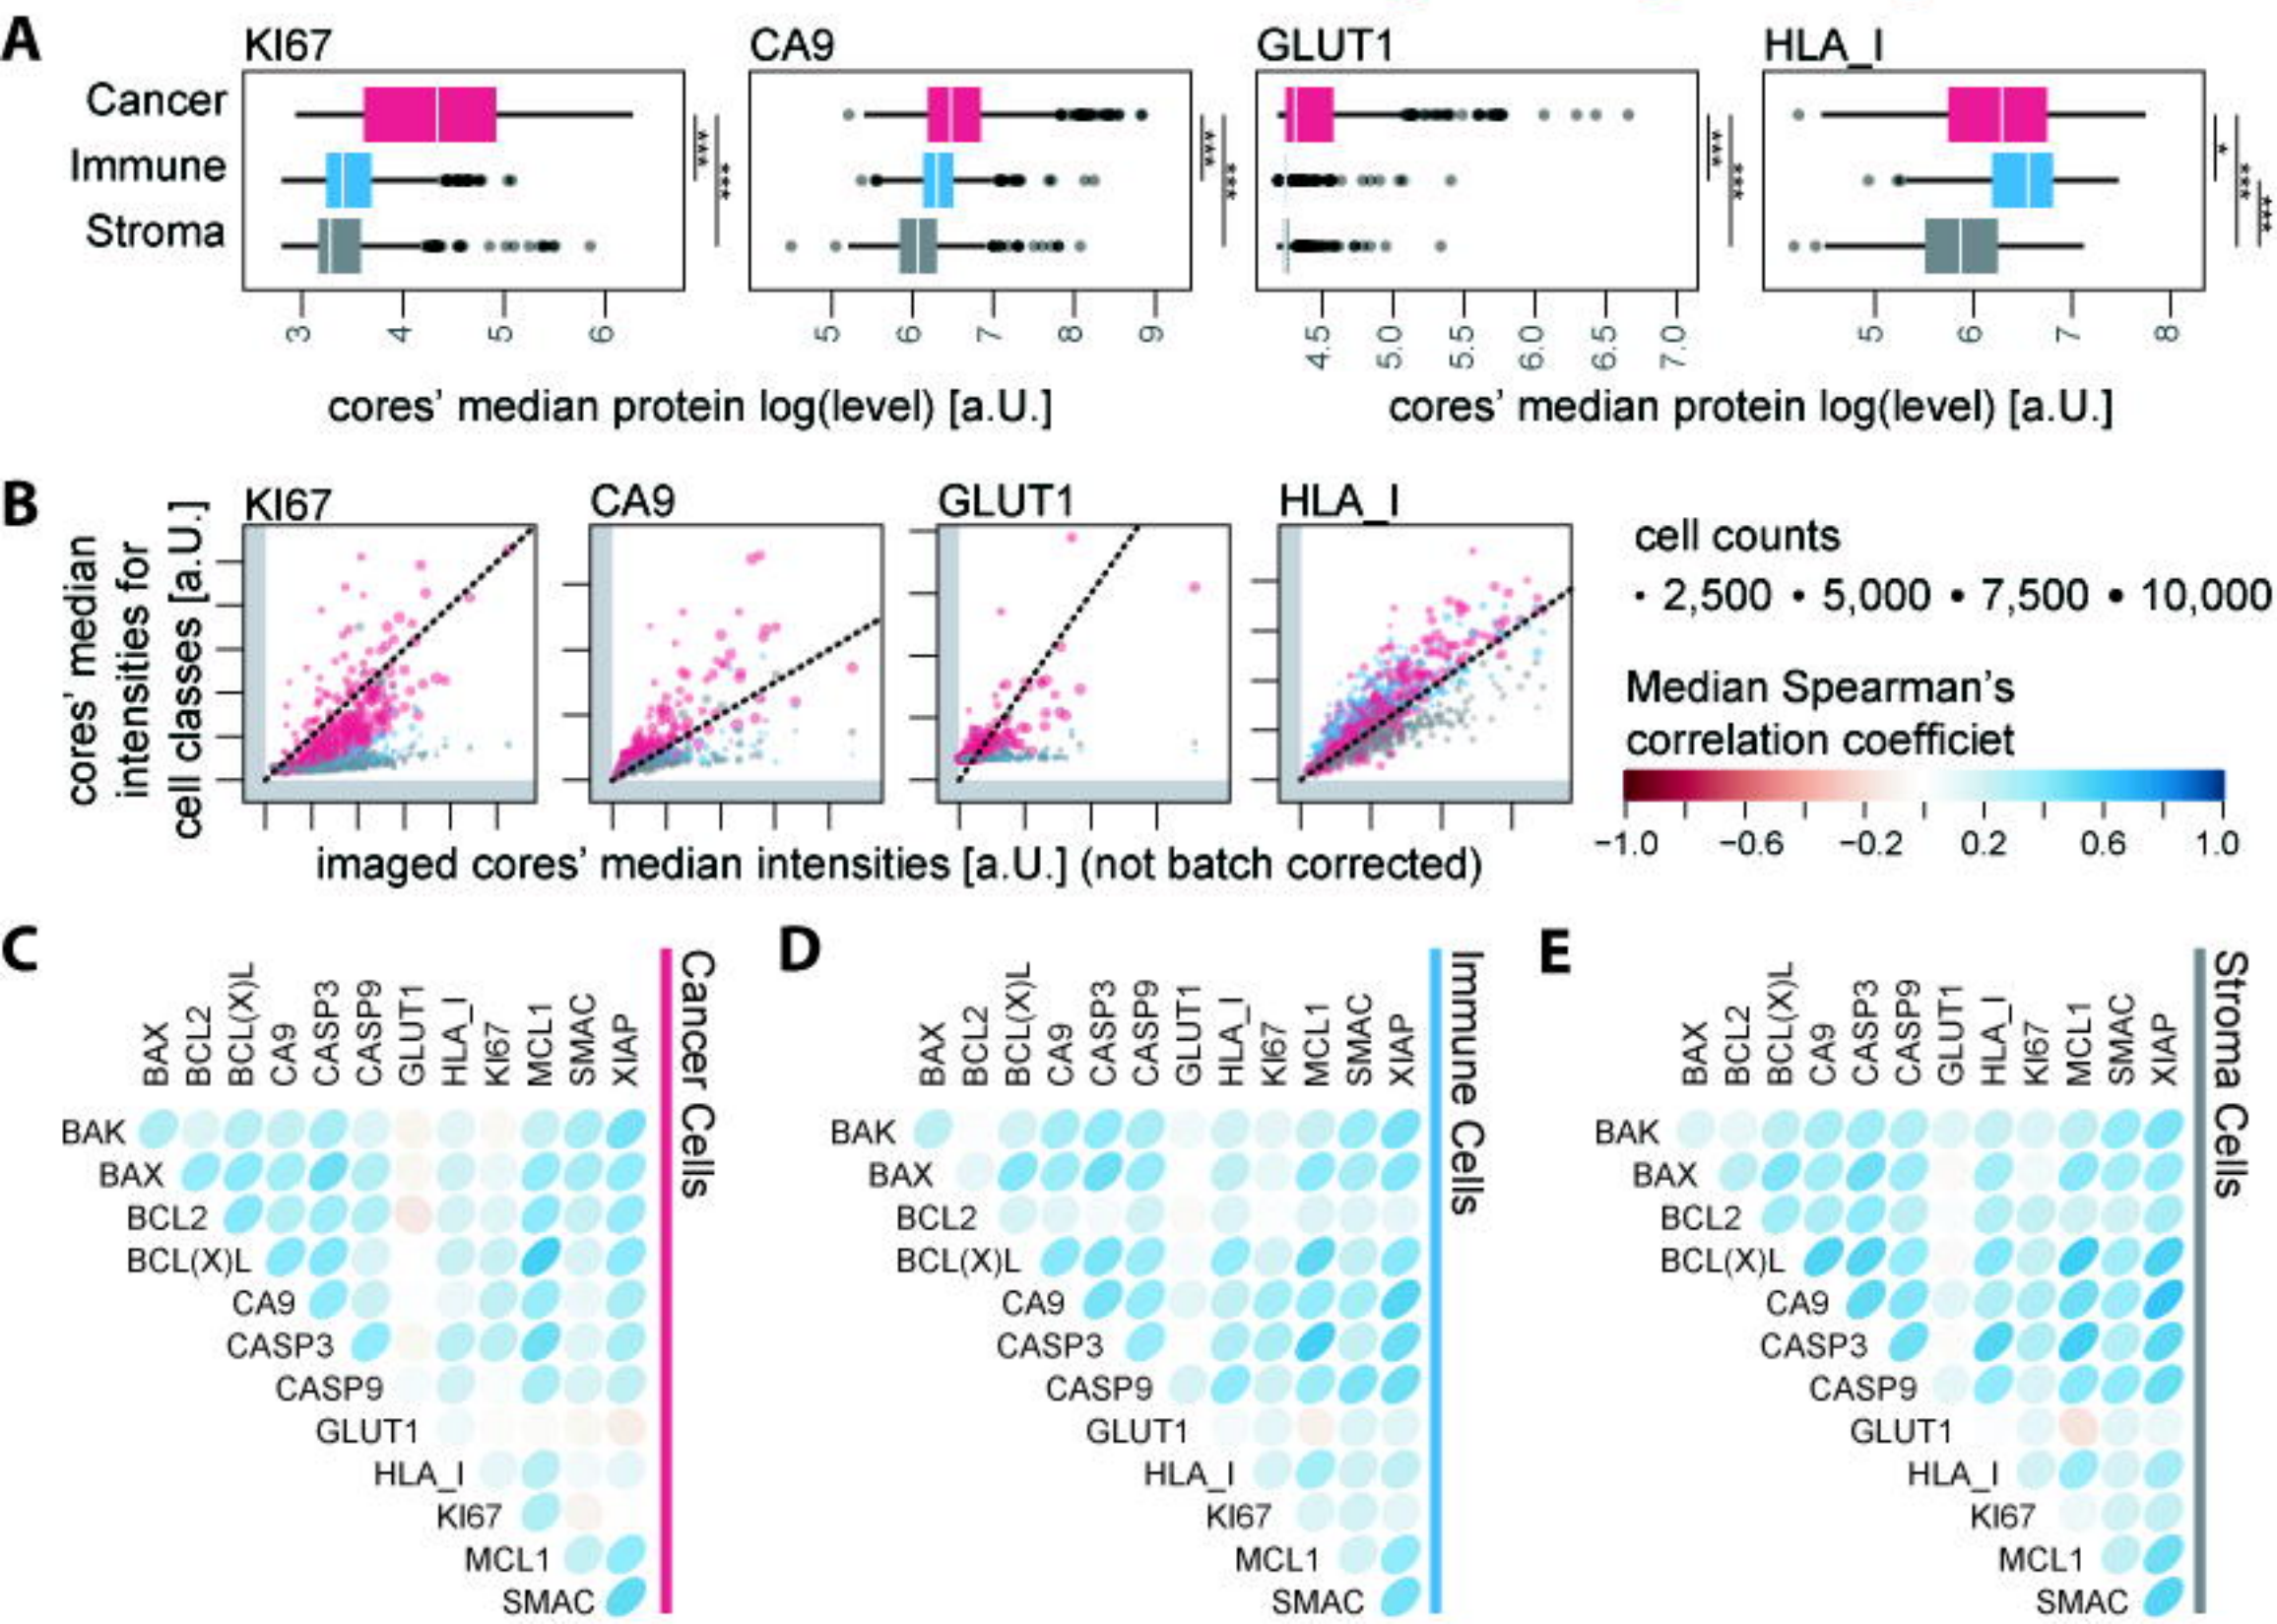 A
KI67 CA9 GLUT1 HLA_I
Cancer
Immune
Stroma
*** *** *** *** *** *** * *** ***
3 4 5 6 5 6 7 8 9 4.5 5.0 5.5 6.0 6.5 7.0 5 6 7 8
cores' median protein log(level) [a.U.] cores' median protein log(level) [a.U.]
B
KI67 CA9 GLUT1 HLA_I
cores' median
intensities for
cell classes [a.U.]
imaged cores' median intensities [a.U.] (not batch corrected)
cell counts
2,500 5,000 7,500 10,000
Median Spearman's
correlation coefficiet
−1.0 −0.6 −0.2 0.2 0.6 1.0
C
BAX BCL2 BCL(X)L CA9 CASP3 CASP9 GLUT1 HLA_I KI67 MCL1 SMAC XIAP
Cancer Cells
BAK
BAX
BCL2
BCL(X)L
CA9
CASP3
CASP9
GLUT1
HLA_I
KI67
MCL1
SMAC
D
BAX BCL2 BCL(X)L CA9 CASP3 CASP9 GLUT1 HLA_I KI67 MCL1 SMAC XIAP
Immune Cells
BAK
BAX
BCL2
BCL(X)L
CA9
CASP3
CASP9
GLUT1
HLA_I
KI67
MCL1
SMAC
E
BAX BCL2 BCL(X)L CA9 CASP3 CASP9 GLUT1 HLA_I KI67 MCL1 SMAC XIAP
Stroma Cells
BAK
BAX
BCL2
BCL(X)L
CA9
CASP3
CASP9
GLUT1
HLA_I
KI67
MCL1
SMAC